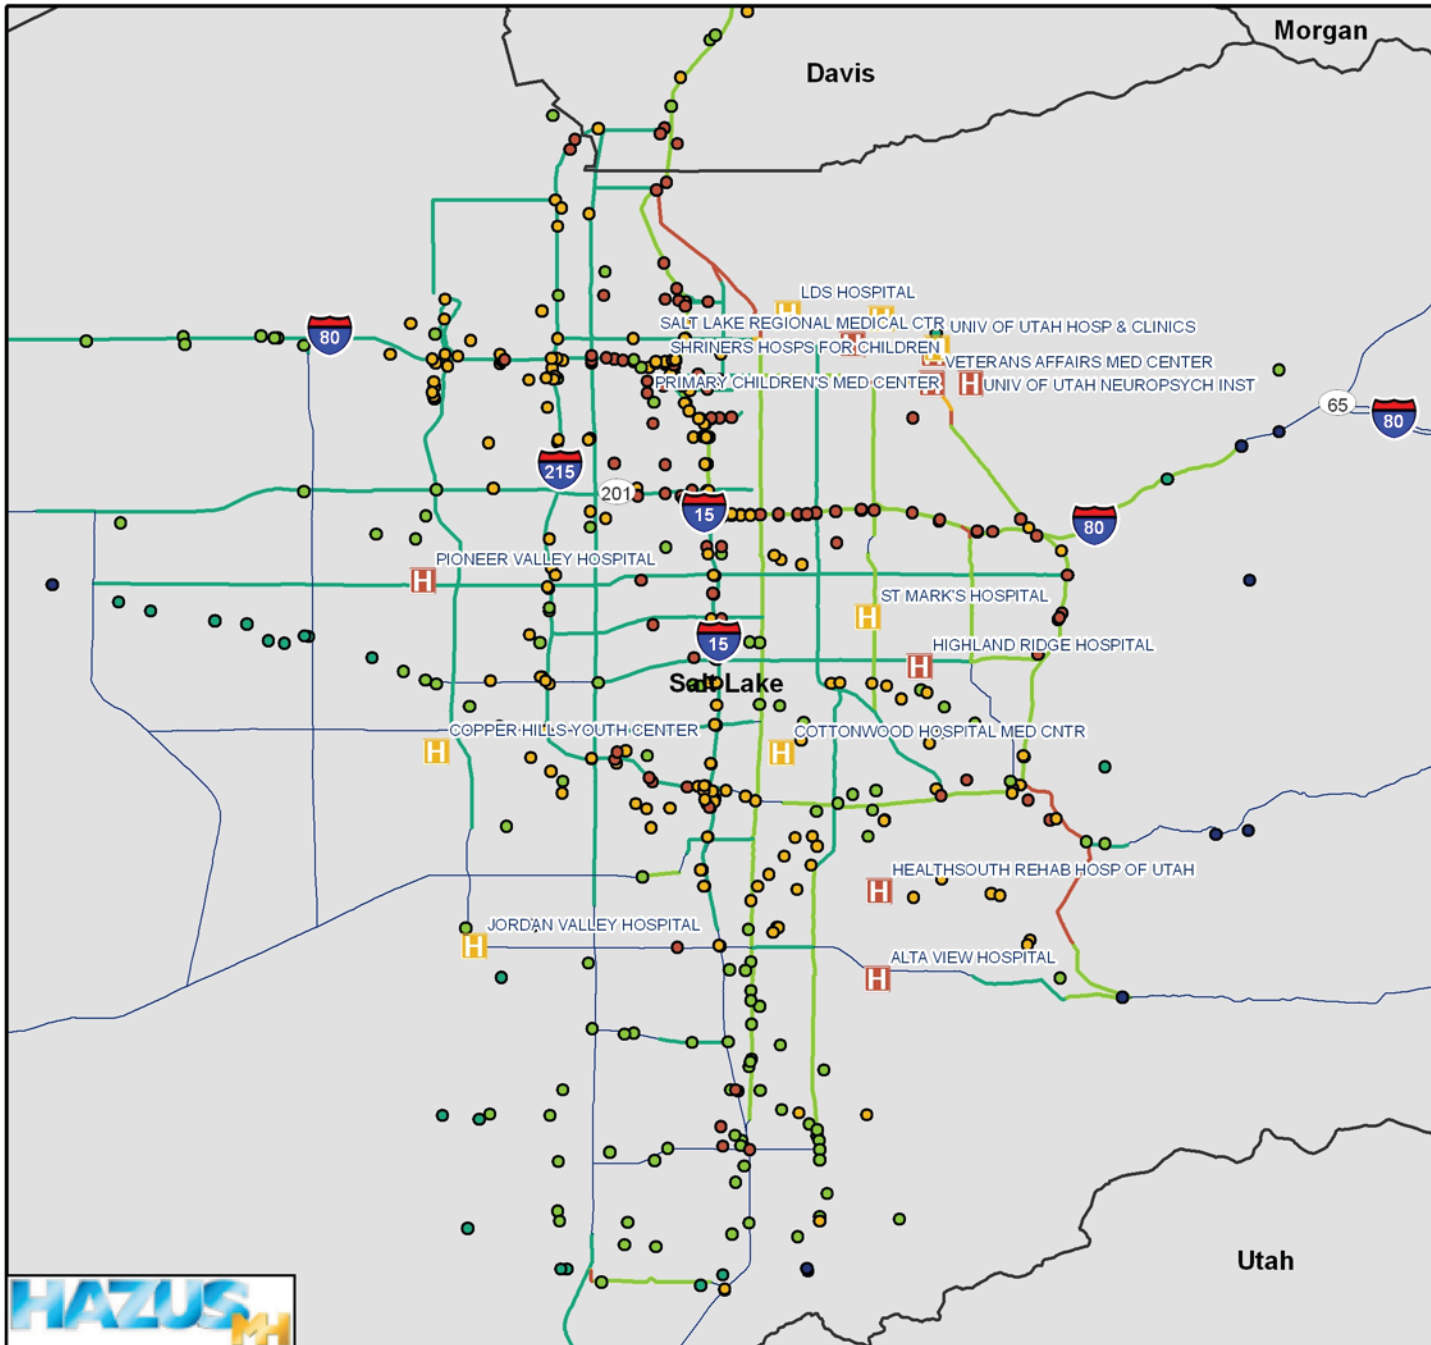 Morgan
Davis
80
LDS HOSPITAL
SALT LAKE REGIONAL MEDICAL CTR
UNIV OF UTAH HOSP & CLINICS
SHRINERS HOSPS FOR CHILDREN
VETERANS AFFAIRS MED CENTER
PRIMARY CHILDREN'S MED CENTER
H UNIV OF UTAH NEUROPSYCH INST
65
80
215
201
15
80
PIONEER VALLEY HOSPITAL
H
ST MARK'S HOSPITAL
H
15
HIGHLAND RIDGE HOSPITAL
H
Salt Lake
COPPER HILLS YOUTH CENTER
H
COTTONWOOD HOSPITAL MED CNTR
H
HEALTHSOUTH REHAB HOSP OF UTAH
H
JORDAN VALLEY HOSPITAL
H
ALTA VIEW HOSPITAL
H
Utah
HAZUS
MH